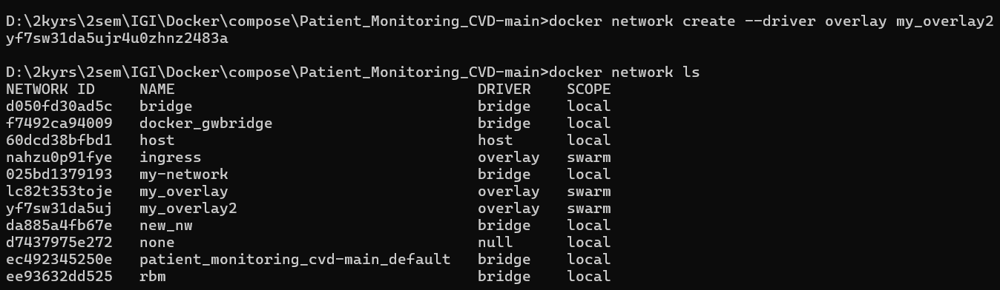 D:\2kyrs\2sem\IGI\Docker\compose\Patient_Monitoring_CVD-main>docker network create --driver overlay my_overlay2
yf7sw31da5ujr4u0zhnz2483a
D:\2kyrs\2sem\IGI\Docker\compose\Patient_Monitoring_CVD-main>docker network ls
NETWORK ID     NAME                                  DRIVER    SCOPE
d050fd30ad5c   bridge                                bridge    local
f7492ca94009   docker_gwbridge                       bridge    local
60dcd38bfbd1   host                                  host      local
nahzu0p91fye   ingress                               overlay   swarm
025bd1379193   my-network                            bridge    local
lc82t353toje   my_overlay                            overlay   swarm
yf7sw31da5uj   my_overlay2                           overlay   swarm
da885a4fb67e   new_nw                                bridge    local
d7437975e272   none                                  null      local
ec492345250e   patient_monitoring_cvd-main_default   bridge    local
ee93632dd525   rbm                                   bridge    local